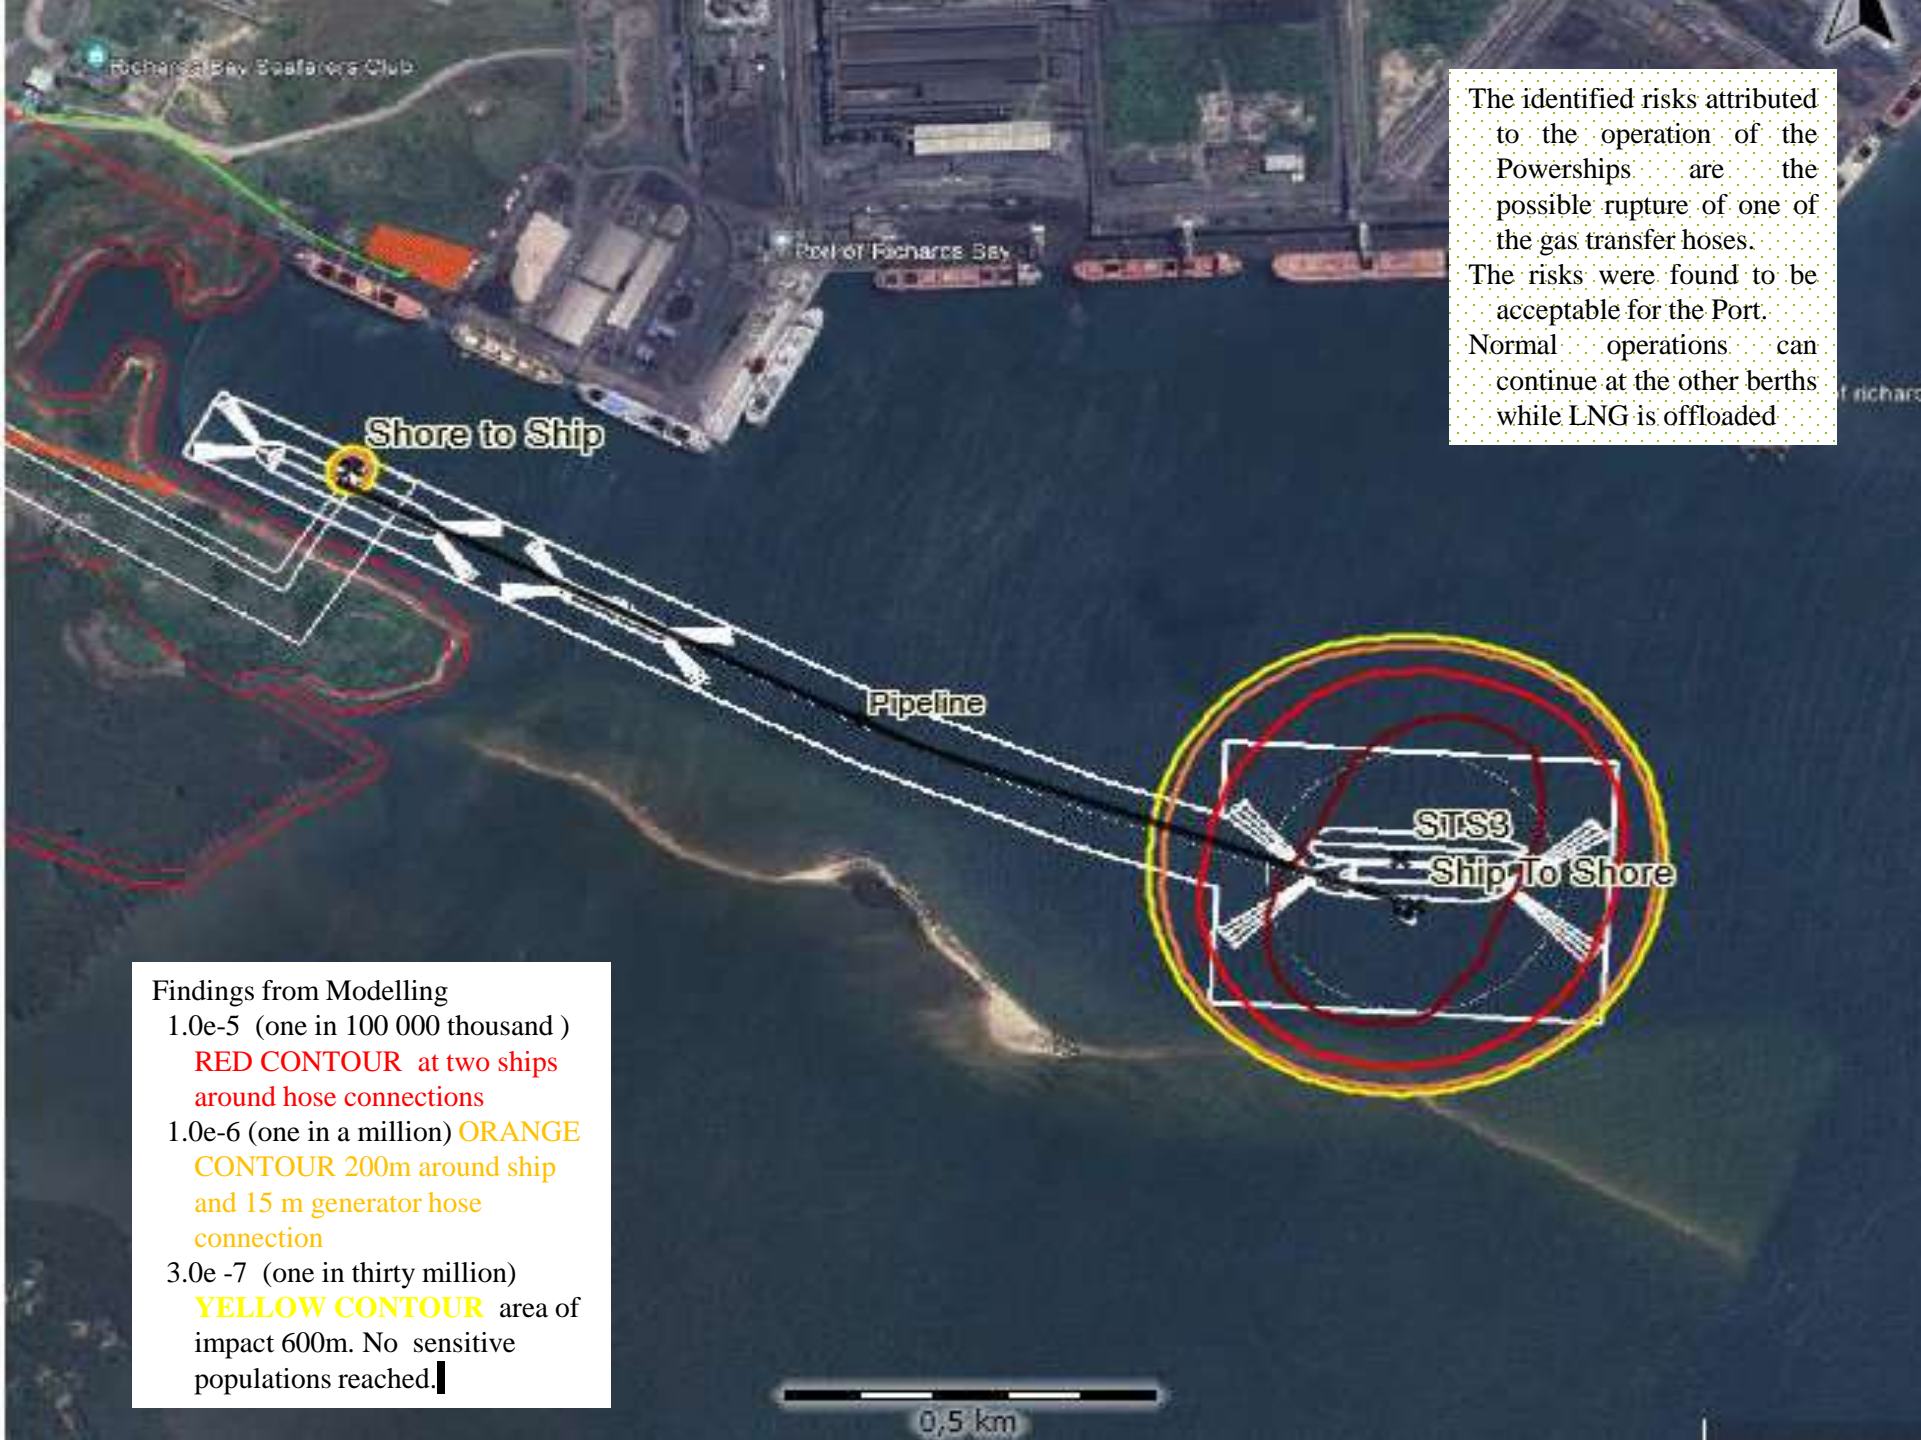 Richards Bay Seafarers Club
The identified risks attributed
to the operation of the
Powerships are the
possible rupture of one of
the gas transfer hoses.
The risks were found to be
acceptable for the Port.
Normal operations can
continue at the other berths
while LNG is offloaded
Port of Richards Bay
f richar
Shore to Ship
Pipeline
STS3
Ship To Shore
Findings from Modelling
1.0e-5 (one in 100 000 thousand )
RED CONTOUR at two ships
around hose connections
1.0e-6 (one in a million) ORANGE
CONTOUR 200m around ship
and 15 m generator hose
connection
3.0e -7 (one in thirty million)
YELLOW CONTOUR area of
impact 600m. No sensitive
populations reached.
0,5 km